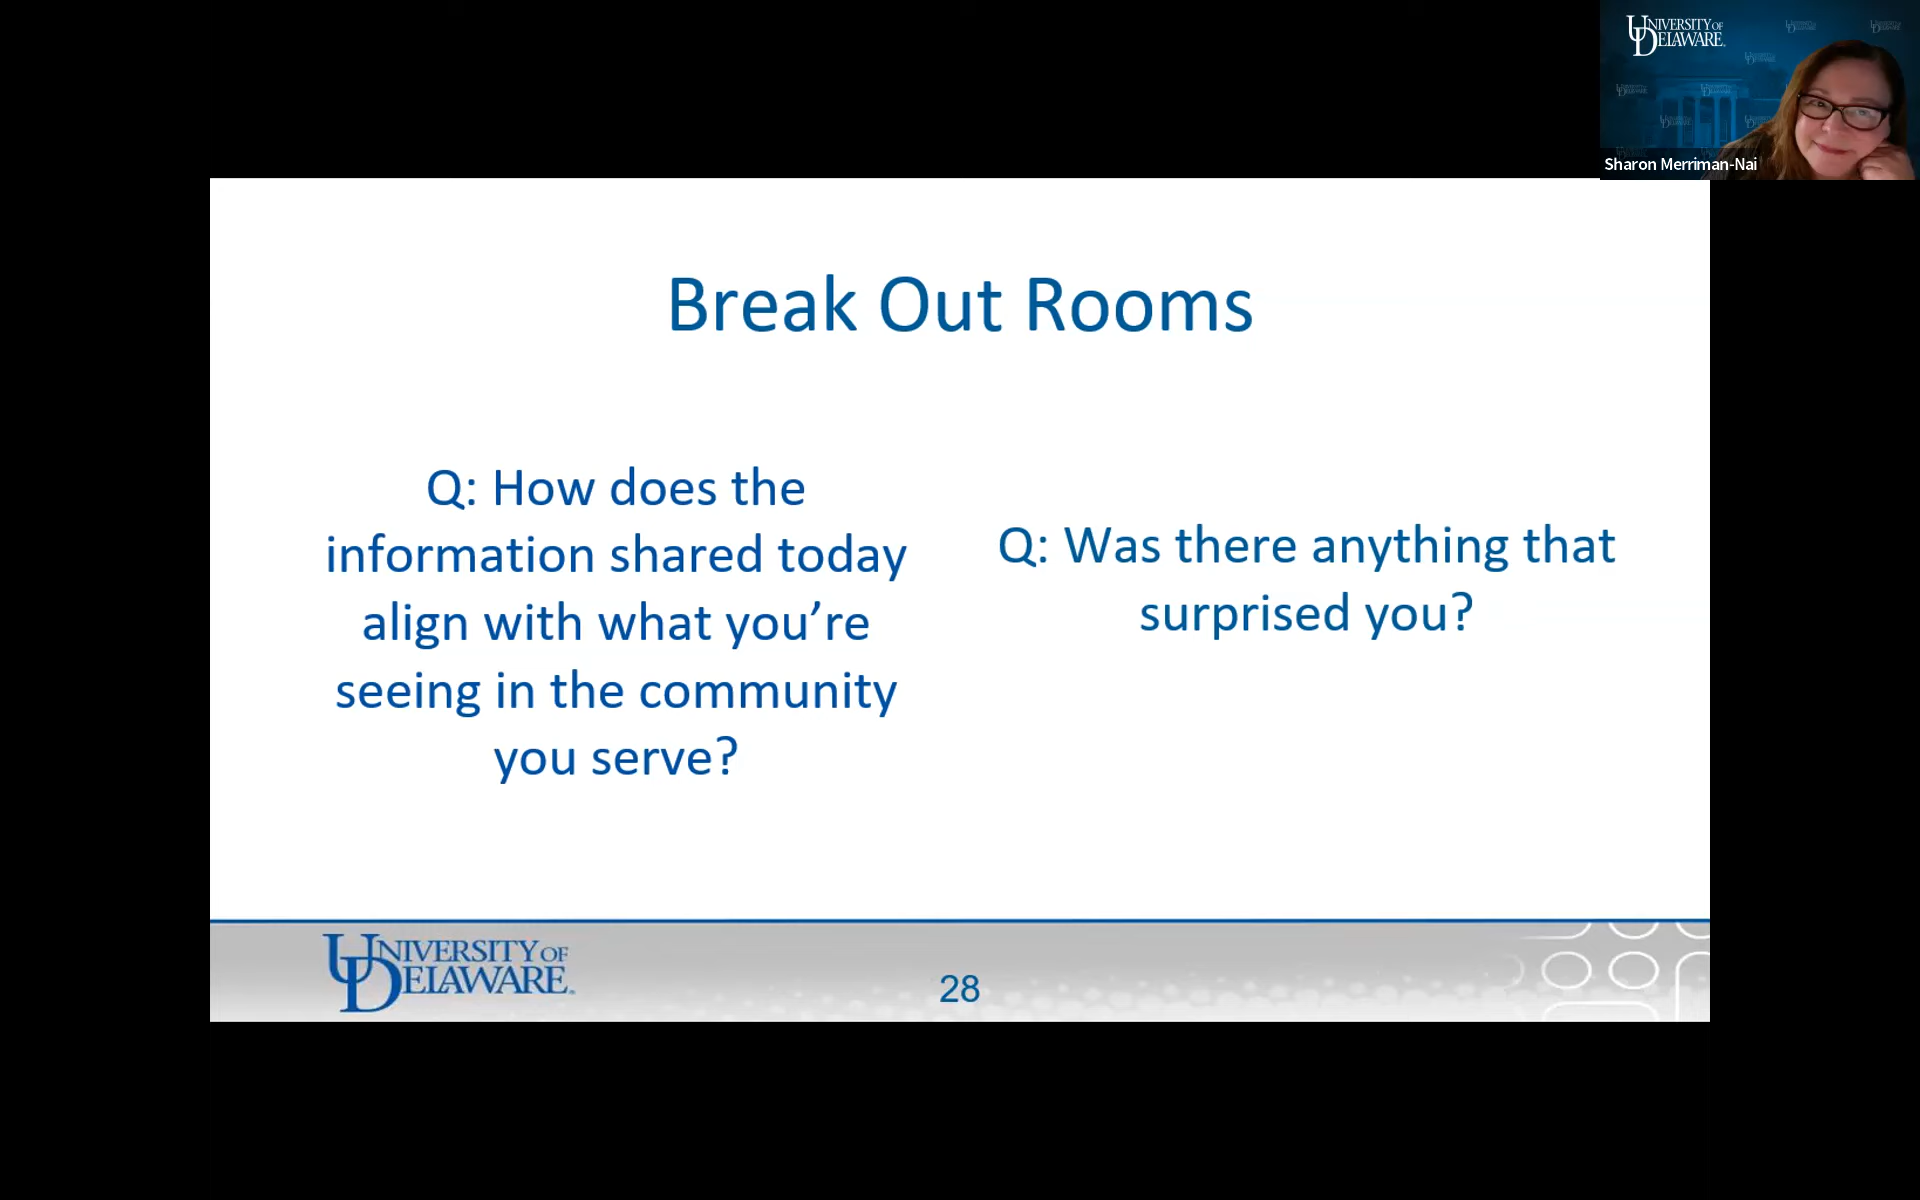 UNIVERSITY OF
DELAWARE
Sharon Merriman-Nai
Break Out Rooms
Q: How does the
information shared today
align with what you’re
seeing in the community
you serve?
Q: Was there anything that
surprised you?
UNIVERSITY OF
DELAWARE
28